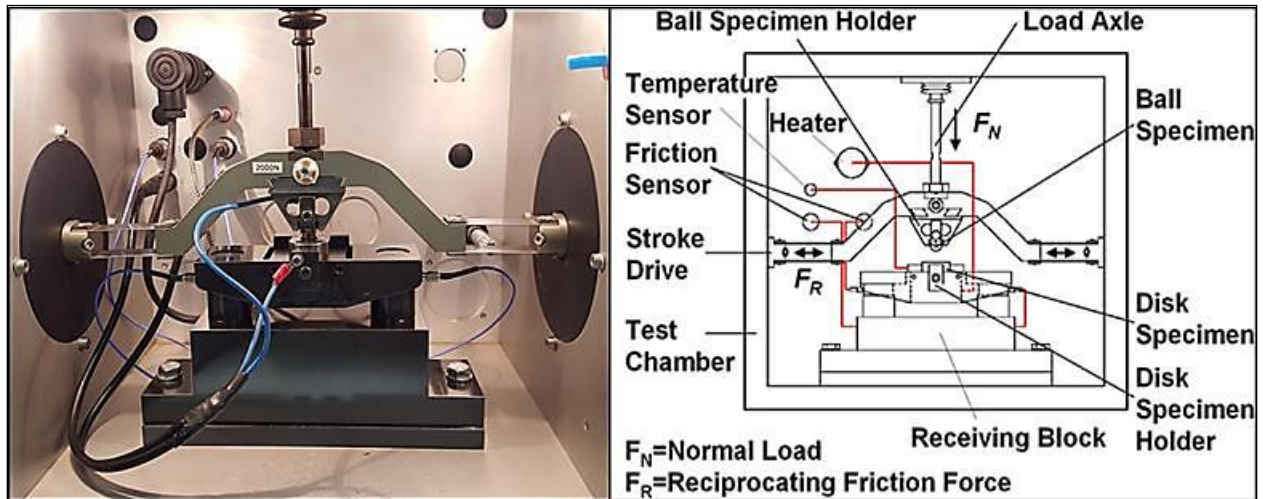 2000N
Ball Specimen Holder
Load Axle
Temperature
Sensor
Heater
F_N
Ball
Specimen
Friction
Sensor
Stroke
Drive
F_R
Test
Chamber
Disk
Specimen
Disk
Specimen
Holder
Receiving Block
F_N=Normal Load
F_R=Reciprocating Friction Force